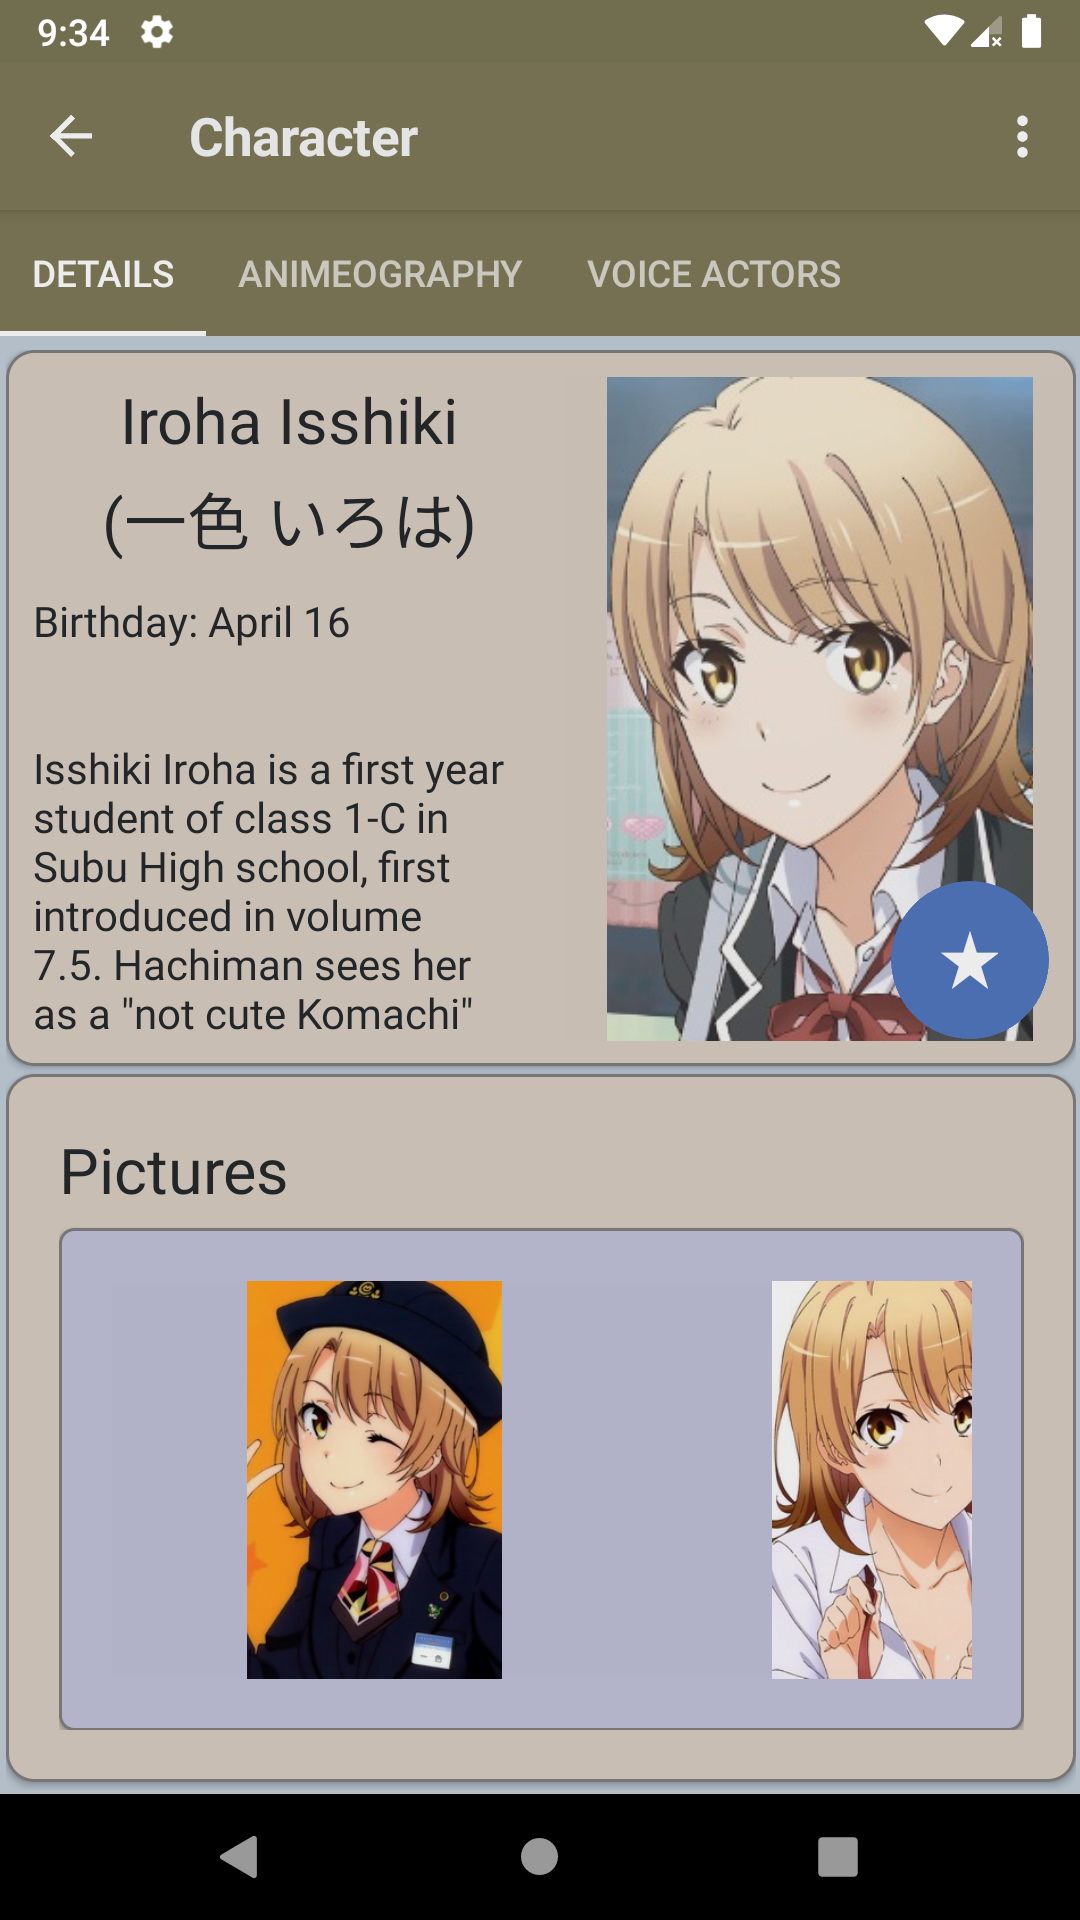 9:34
Character
DETAILS
ANIMEOGRAPHY
VOICE ACTORS
Iroha Isshiki
(一色 いろは)
Birthday: April 16
Isshiki Iroha is a first year
student of class 1-C in
Subu High school, first
introduced in volume
7.5. Hachiman sees her
as a "not cute Komachi"
Pictures